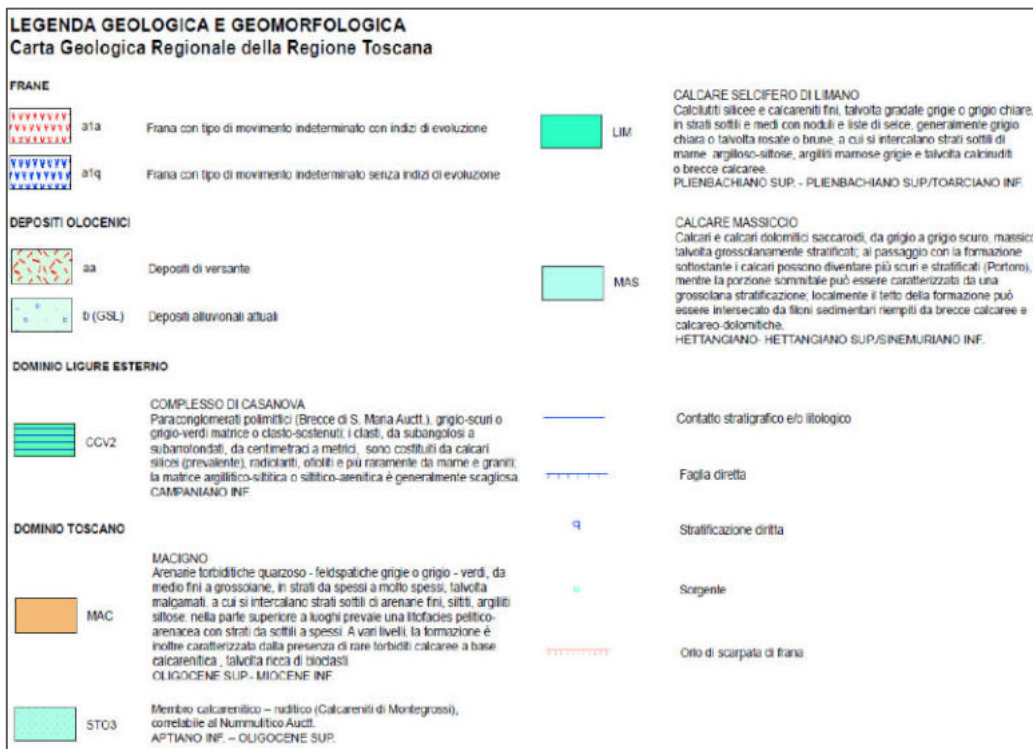 LEGENDA GEOLOGICA E GEOMORFOLOGICA
Carta Geologica Regionale della Regione Toscana
FRANE
a1a
Frana con tipo di movimento indeterminato con indizi di evoluzione
a1q
Frana con tipo di movimento indeterminato senza indizi di evoluzione
DEPOSITI OLOCENICI
aa
Depositi di versante
b (GSL)
Depositi alluvionali attuali
DOMINIO LIGURE ESTERNO
COMPLESSO DI CASANOVA
Paraconglomerati polimittici (Brecce di S. Maria Auctt.), grigio-scuri o
grigio-verdi matrice o clasto-sostenuti; i clasti, da subangolosi a
subarrotondati, da centimetraci a metrici, sono costituiti da calcari
silicei (prevalente), radiolariti, ofioliti e più raramente da marne e graniti;
la matrice argillitico-siltitica o siltitico-arenitica è generalmente scagliosa.
CAMPANIANO INF.
CCV2
DOMINIO TOSCANO
MACIGNO
Arenarie torbiditiche quarzoso - feldspatiche grigie o grigio - verdi, da
medio fini a grossolane, in strati da spessi a molto spessi, talvolta
malgamati, a cui si intercalano strati sottili di arenarie fini, siltiti, argilliti
siltose; nella parte superiore a luoghi prevale una litofacies pelitico-
arenacea con strati da sottili a spessi. A vari livelli, la formazione è
inoltre caratterizzata dalla presenza di rare torbiditi calcaree a base
calcarenitica , talvolta ricca di bioclasti
OLIGOCENE SUP.- MIOCENE INF.
MAC
STO3
Membro calcarenitico – ruditico (Calcareniti di Montegrossi),
correlabile al Nummulitico Auctt.
APTIANO INF. – OLIGOCENE SUP.
CALCARE SELCIFERO DI LIMANO
Calcilutiti silicee e calcareniti fini, talvolta gradate grigie o grigio chiare,
in strati sottili e medi con noduli e liste di selce, generalmente grigio
chiara o talvolta rosate o brune, a cui si intercalano strati sottili di
marne argilloso-siltose, argilliti marnose grigie e talvolta calciruditi
o brecce calcaree.
PLIENBACHIANO SUP. - PLIENBACHIANO SUP./TOARCIANO INF.
LIM
CALCARE MASSICCIO
Calcari e calcari dolomitici saccaroidi, da grigio a grigio scuro, massicc
talvolta grossolanamente stratificati; al passaggio con la formazione
sottostante i calcari possono diventare più scuri e stratificati (Portoro),
mentre la porzione sommitale può essere caratterizzata da una
grossolana stratificazione; localmente il tetto della formazione può
essere intersecato da filoni sedimentari riempiti da brecce calcaree e
calcareo-dolomitiche.
HETTANGIANO- HETTANGIANO SUP./SINEMURIANO INF.
MAS
Contatto stratigrafico e/o litologico
Faglia diretta
q
Stratificazione diritta
Sorgente
Orlo di scarpata di frana